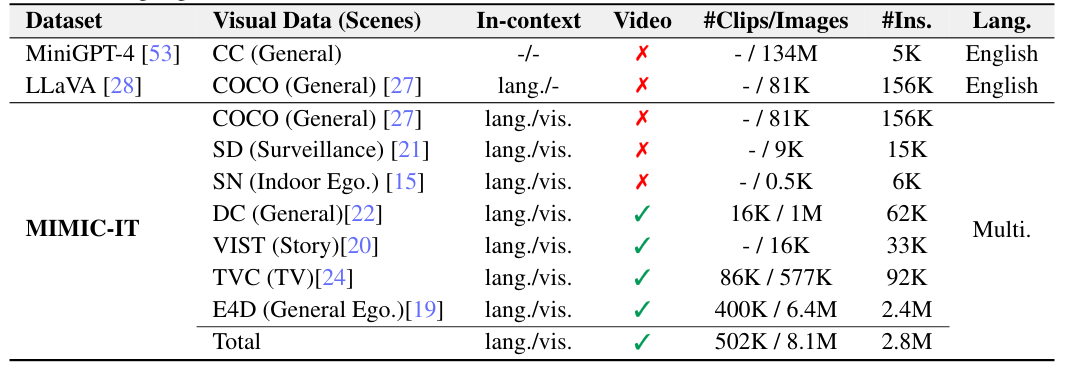 Dataset Visual Data (Scenes) In-context Video #Clips/Images #Ins. Lang.
MiniGPT-4 [53] CC (General) -/- ✗ - / 134M 5K English
LLaVA [28] COCO (General) [27] lang./- ✗ - / 81K 156K English
COCO (General) [27] lang./vis. ✗ - / 81K 156K
SD (Surveillance) [21] lang./vis. ✗ - / 9K 15K
SN (Indoor Ego.) [15] lang./vis. ✗ - / 0.5K 6K
DC (General)[22] lang./vis. ✓ 16K / 1M 62K
MIMIC-IT VIST (Story)[20] lang./vis. ✓ - / 16K 33K Multi.
TVC (TV)[24] lang./vis. ✓ 86K / 577K 92K
E4D (General Ego.)[19] lang./vis. ✓ 400K / 6.4M 2.4M
Total lang./vis. ✓ 502K / 8.1M 2.8M